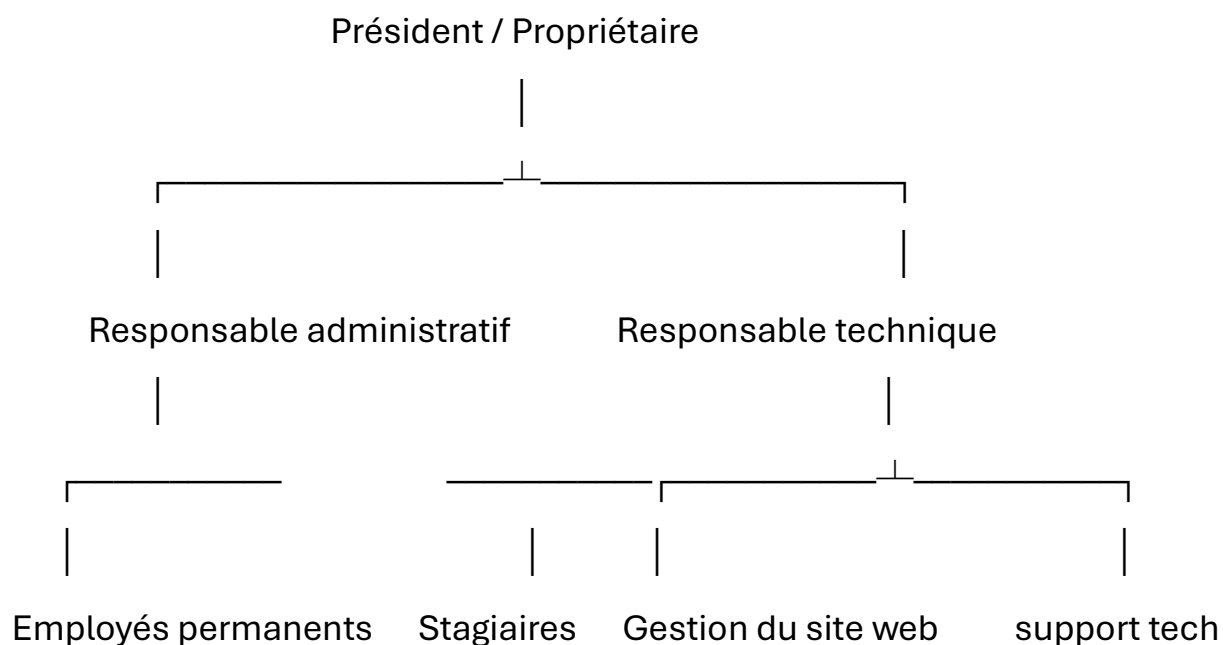 Président / Propriétaire
Responsable administratif Responsable technique
Employés permanents Stagiaires Gestion du site web support tech